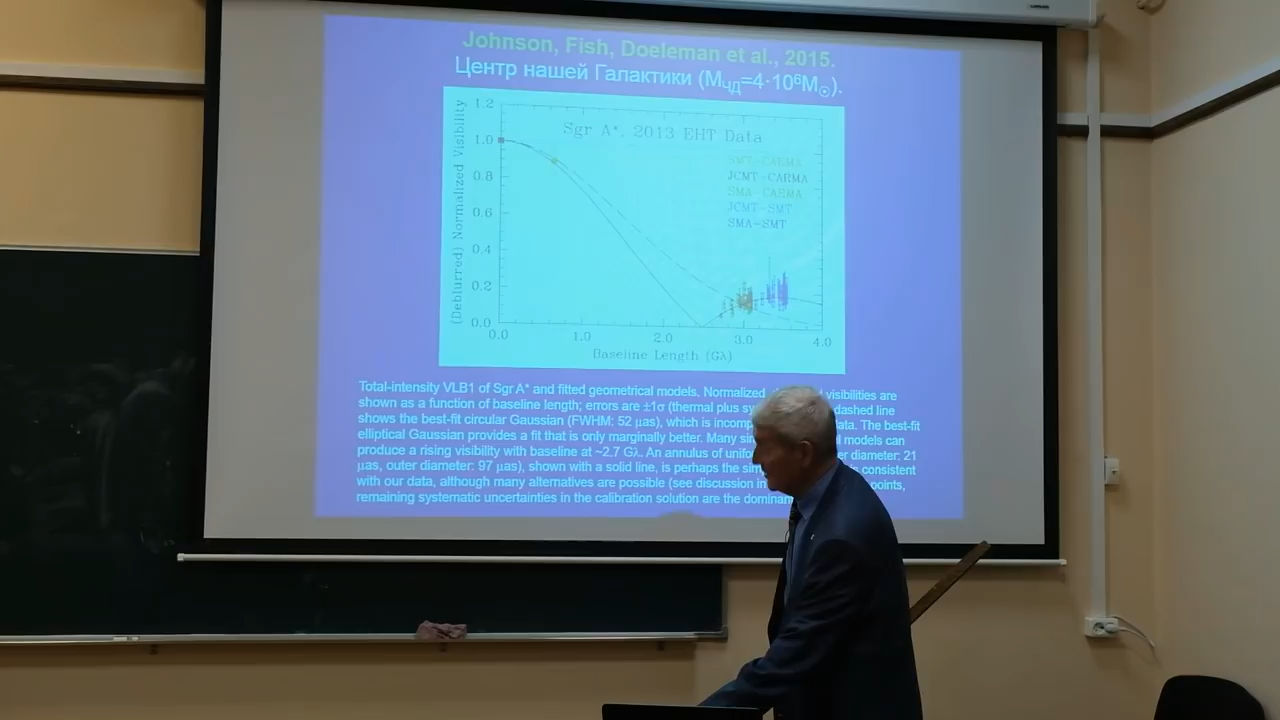 Johnson, Fish, Doeleman et al., 2015.
Центр нашей Галактики (Mчд=4·10⁶M☉).
1.2
1.0
0.8
0.6
0.4
0.2
0.0
(Deblurred) Normalized Visibility
Sgr A*, 2013 EHT Data
SMT-CARMA
JCMT-CARMA
SMA-CARMA
JCMT-SMT
SMA-SMT
0.0 1.0 2.0 3.0 4.0
Baseline Length (Gλ)
Total-intensity VLB1 of Sgr A* and fitted geometrical models. Normalized, visibilities are
shown as a function of baseline length; errors are ±1σ (thermal plus dashed line
shows the best-fit circular Gaussian (FWHM: 52 µas), which is The best-fit
elliptical Gaussian provides a fit that is only marginally better. Many models can
produce a rising visibility with baseline at ~2.7 Gλ. An annulus of diameter: 21
µas, outer diameter: 97 µas), shown with a solid line, is perhaps the consistent
with our data, although many alternatives are possible (see discussion in points,
remaining systematic uncertainties in the calibration solution are the